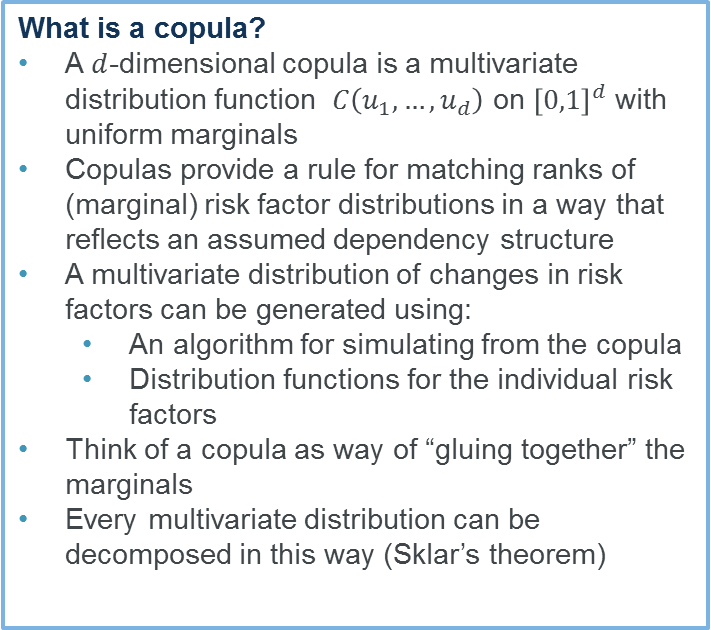 What is a copula?
• A 𝑑-dimensional copula is a multivariate
distribution function 𝐶(𝑢₁, … , 𝑢𝑑) on [0,1]ᵈ with
uniform marginals
• Copulas provide a rule for matching ranks of
(marginal) risk factor distributions in a way that
reflects an assumed dependency structure
• A multivariate distribution of changes in risk
factors can be generated using:
• An algorithm for simulating from the copula
• Distribution functions for the individual risk
factors
• Think of a copula as way of “gluing together” the
marginals
• Every multivariate distribution can be
decomposed in this way (Sklar’s theorem)